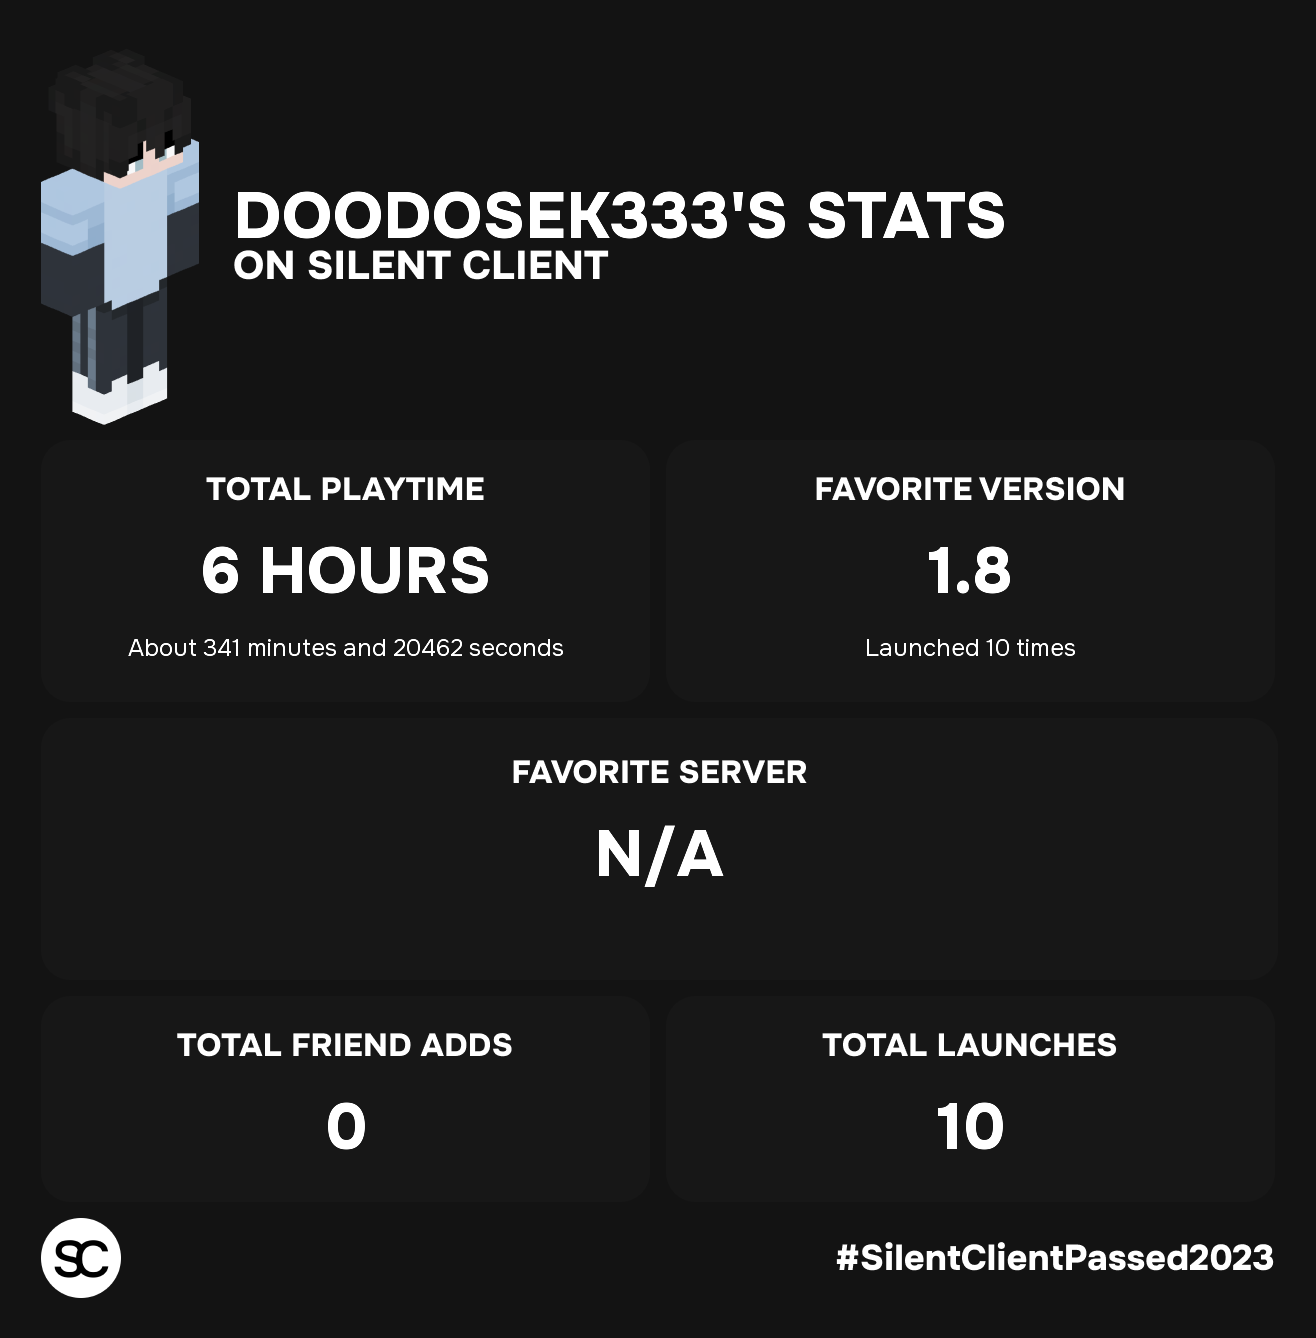 DOODOSEK333'S STATS
ON SILENT CLIENT
TOTAL PLAYTIME
6 HOURS
About 341 minutes and 20462 seconds
FAVORITE VERSION
1.8
Launched 10 times
FAVORITE SERVER
N/A
TOTAL FRIEND ADDS
0
TOTAL LAUNCHES
10
SC
#SilentClientPassed2023